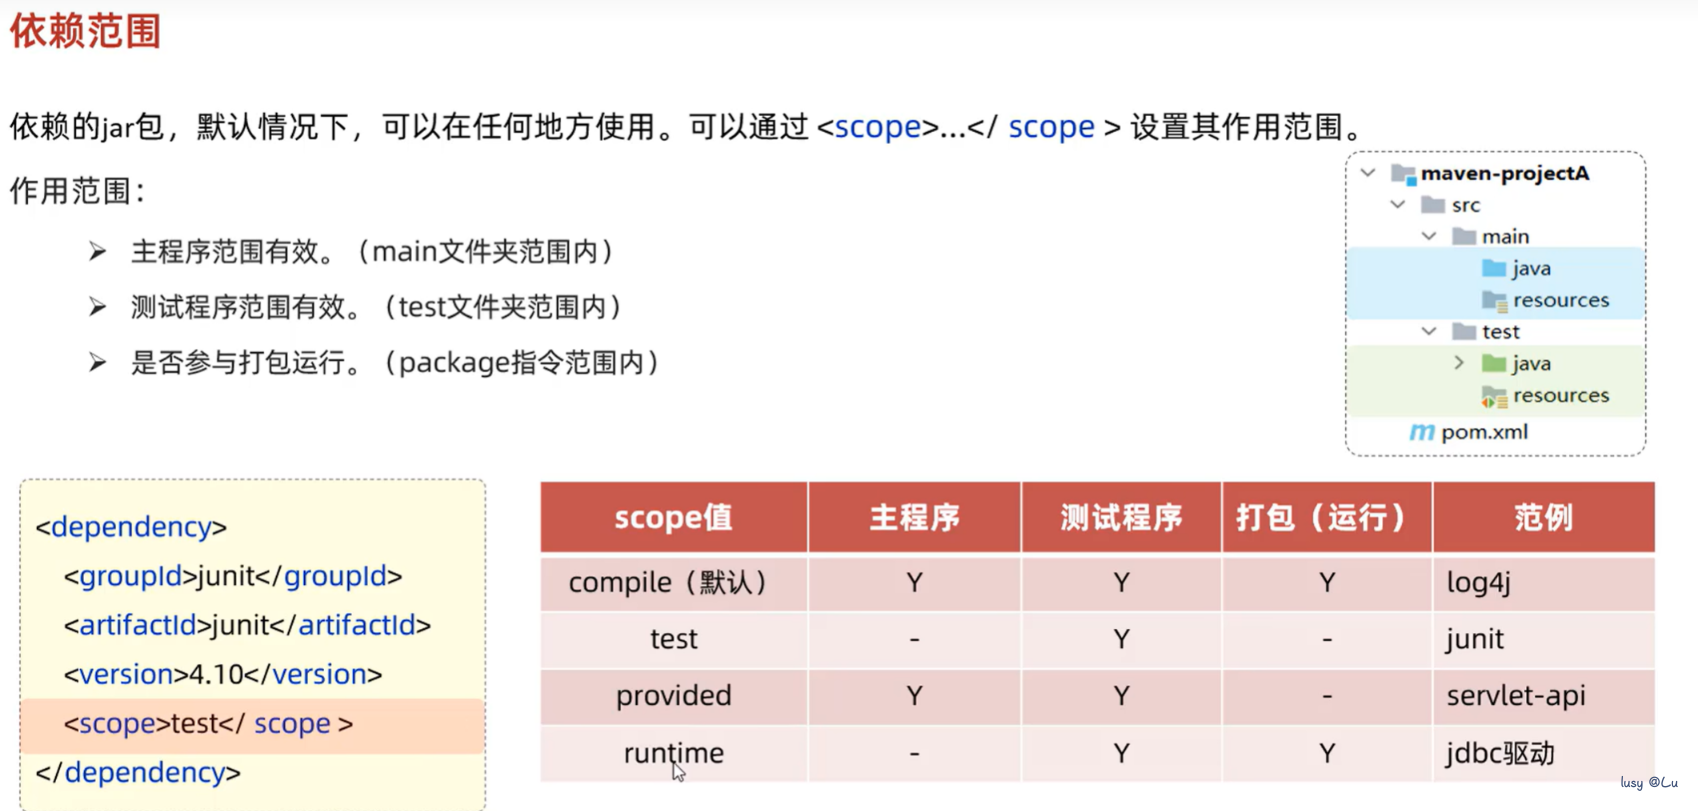 依赖范围
依赖的jar包，默认情况下，可以在任何地方使用。可以通过 <scope>...</ scope > 设置其作用范围。
作用范围：
主程序范围有效。（main文件夹范围内）
测试程序范围有效。（test文件夹范围内）
是否参与打包运行。（package指令范围内）
maven-projectA
src
main
java
resources
test
java
resources
pom.xml
<dependency>
<groupId>junit</groupId>
<artifactId>junit</artifactId>
<version>4.10</version>
<scope>test</ scope >
</dependency>
scope值 主程序 测试程序 打包（运行） 范例
compile（默认） Y Y Y log4j
test - Y - junit
provided Y Y - servlet-api
runtime - Y Y jdbc驱动
lusy @Lu